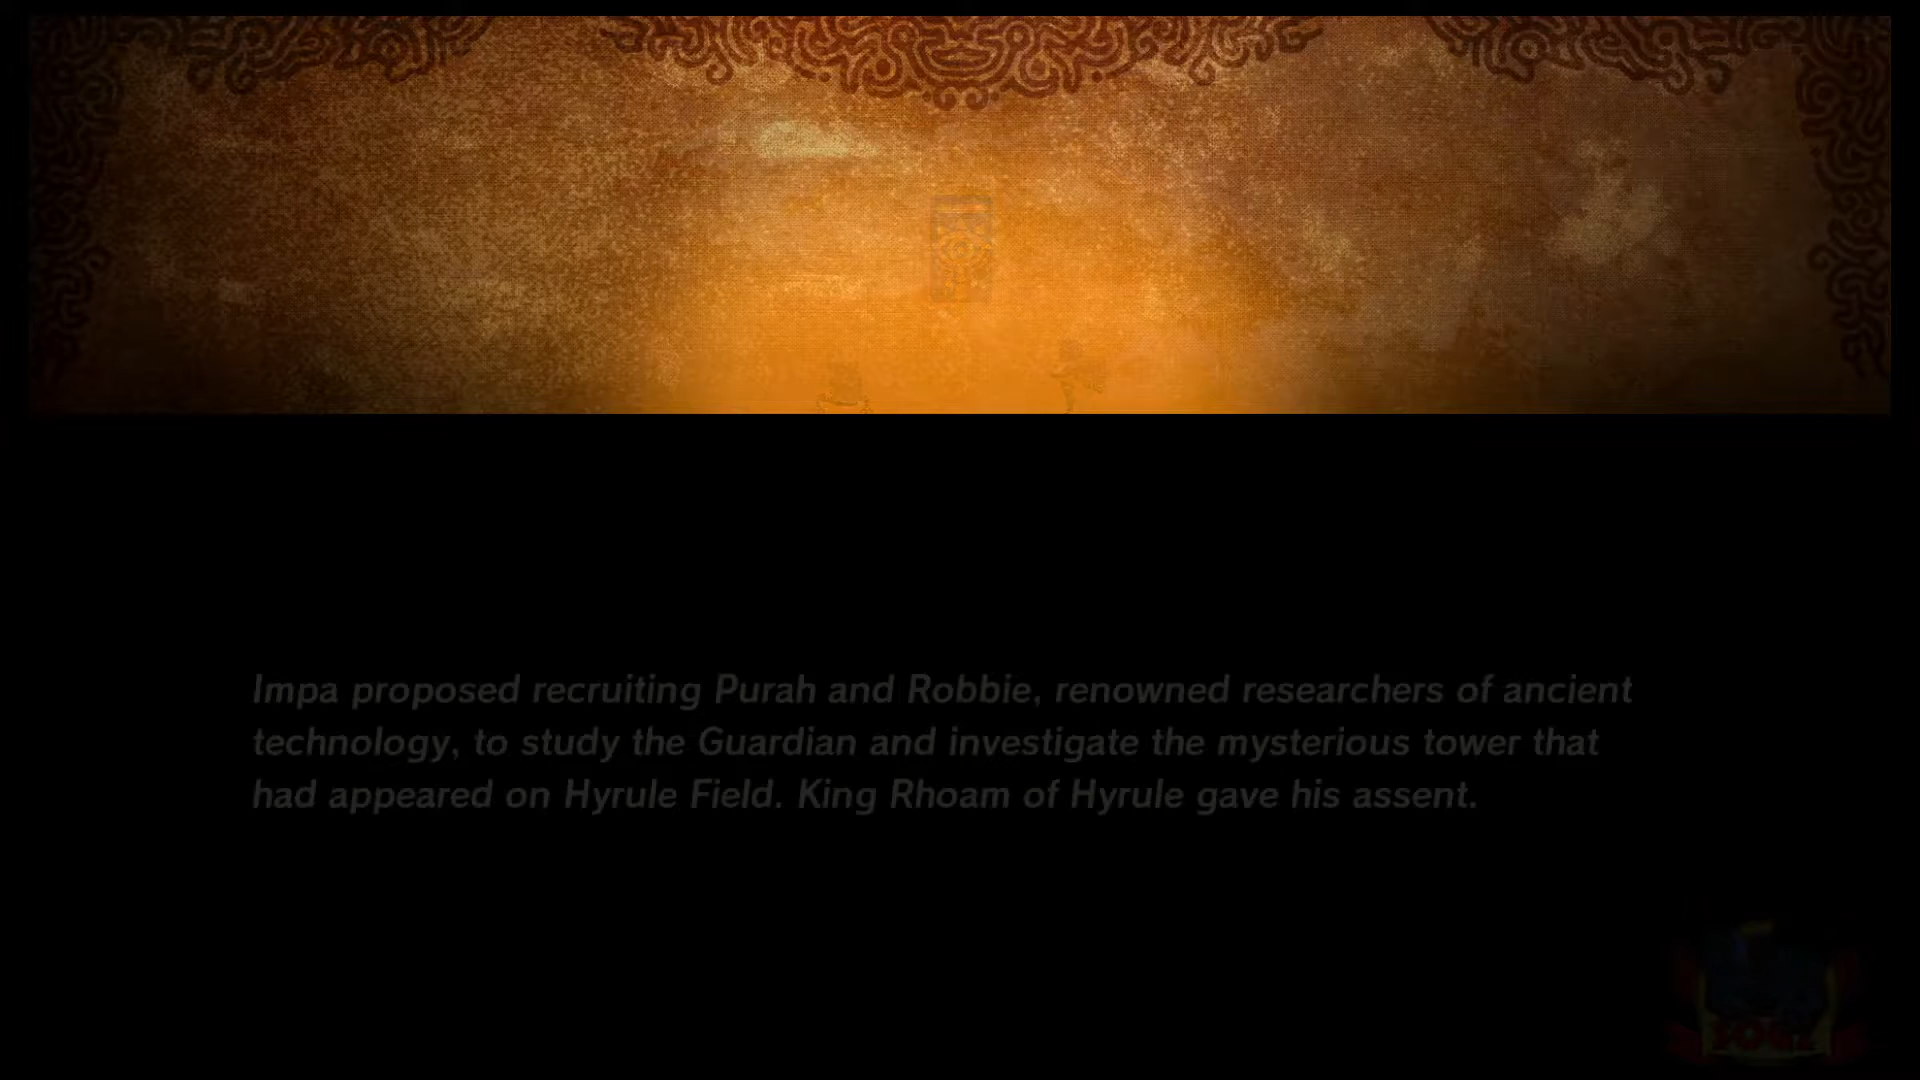 Impa proposed recruiting Purah and Robbie, renowned researchers of ancient
technology, to study the Guardian and investigate the mysterious tower that
had appeared on Hyrule Field. King Rhoam of Hyrule gave his assent.